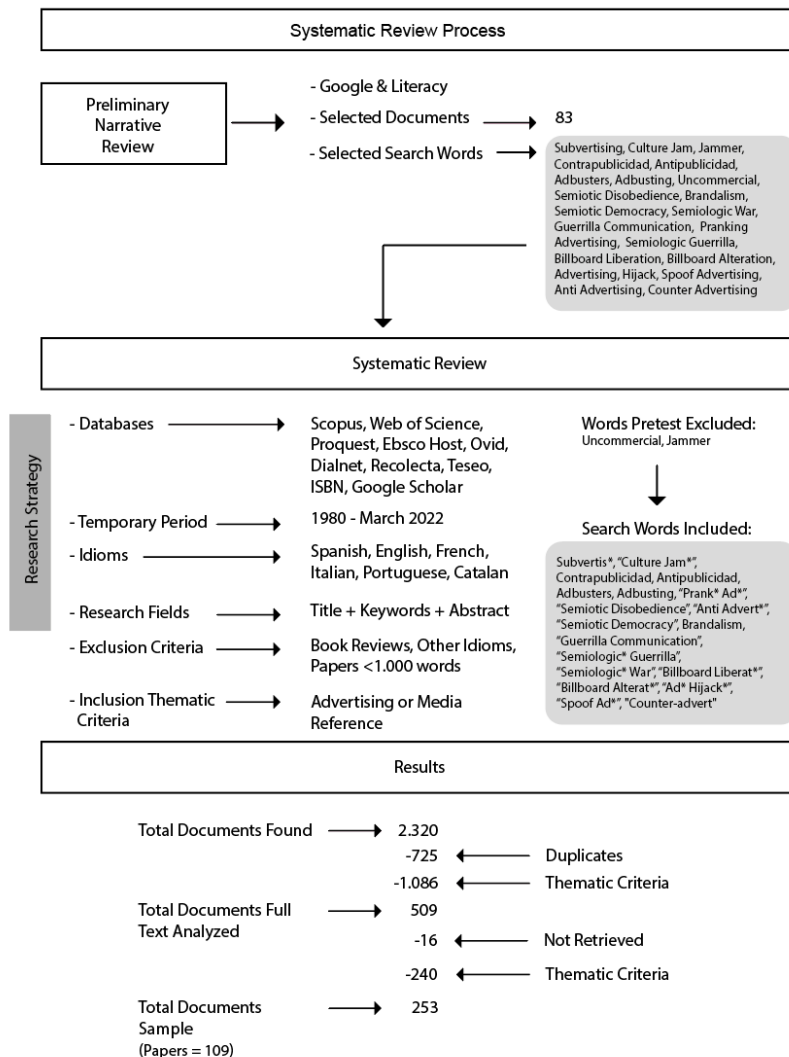 Systematic Review Process
Preliminary
Narrative
Review
- Google & Literacy
- Selected Documents
83
- Selected Search Words
Subvertising, Culture Jam, Jammer,
Contrapublicidad, Antipublicidad,
Adbusters, Adbusting, Uncommercial,
Semiotic Disobedience, Brandalism,
Semiotic Democracy, Semiologic War,
Guerrilla Communication, Pranking
Advertising, Semiologic Guerrilla,
Billboard Liberation, Billboard Alteration,
Advertising, Hijack, Spoof Advertising,
Anti Advertising, Counter Advertising
Systematic Review
Research Strategy
- Databases
Scopus, Web of Science,
Proquest, Ebsco Host, Ovid,
Dialnet, Recolecta, Teseo,
ISBN, Google Scholar
- Temporary Period
1980 - March 2022
- Idioms
Spanish, English, French,
Italian, Portuguese, Catalan
- Research Fields
Title + Keywords + Abstract
- Exclusion Criteria
Book Reviews, Other Idioms,
Papers <1.000 words
- Inclusion Thematic
Criteria
Advertising or Media
Reference
Words Pretest Excluded:
Uncommercial, Jammer
Search Words Included:
Subvertis*, “Culture Jam*”,
Contrapublicidad, Antipublicidad,
Adbusters, Adbusting, “Prank* Ad*”,
“Semiotic Disobedience”, “Anti Advert*”,
“Semiotic Democracy”, Brandalism,
“Guerrilla Communication”,
“Semiologic* Guerrilla”,
“Semiologic* War”, “Billboard Liberat*”,
“Billboard Alterat*”, “Ad* Hijack*”,
“Spoof Ad*”, "Counter-advert"
Results
Total Documents Found
2.320
-725
Duplicates
-1.086
Thematic Criteria
Total Documents Full
Text Analyzed
509
-16
Not Retrieved
-240
Thematic Criteria
Total Documents
Sample
(Papers = 109)
253